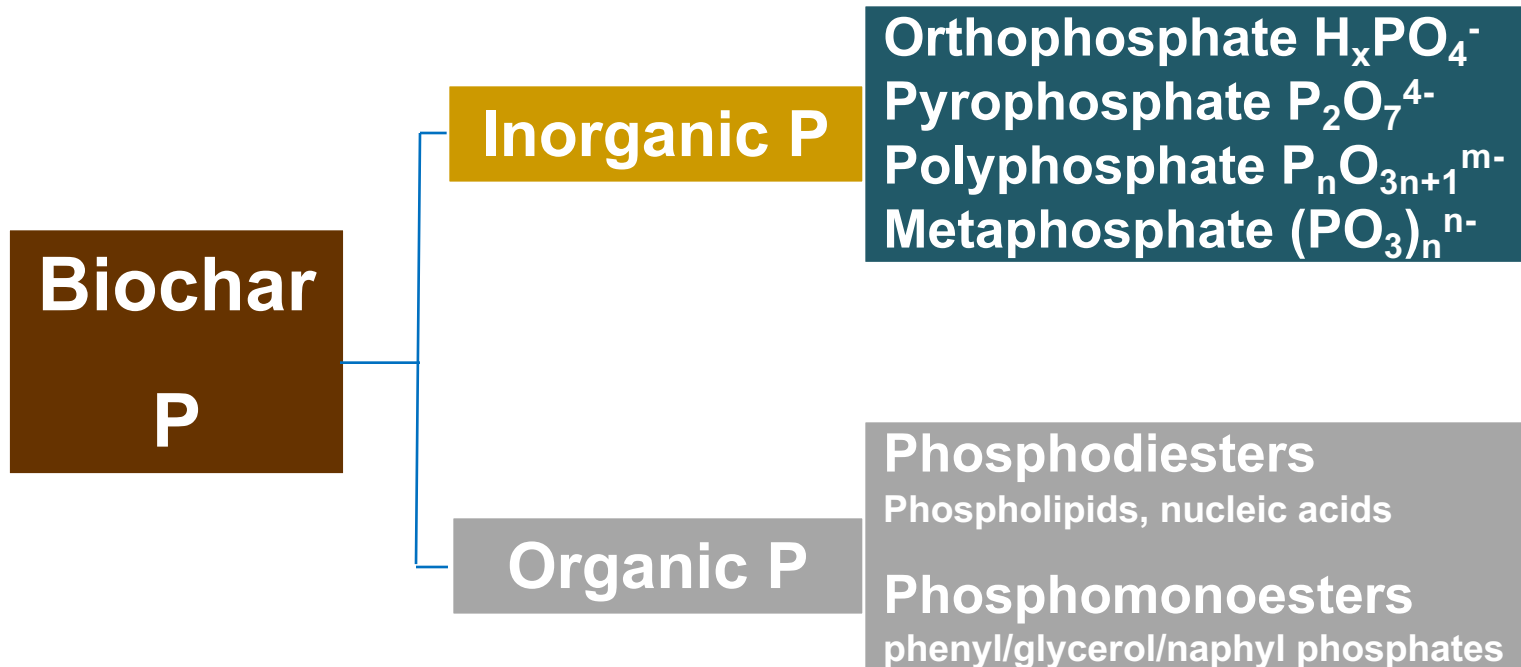 Biochar
P
Inorganic P
Orthophosphate HₓPO₄⁻
Pyrophosphate P₂O₇⁴⁻
Polyphosphate PₙO₃ₙ₊₁ᵐ⁻
Metaphosphate (PO₃)ₙⁿ⁻
Organic P
Phosphodiesters
Phospholipids, nucleic acids
Phosphomonoesters
phenyl/glycerol/naphyl phosphates